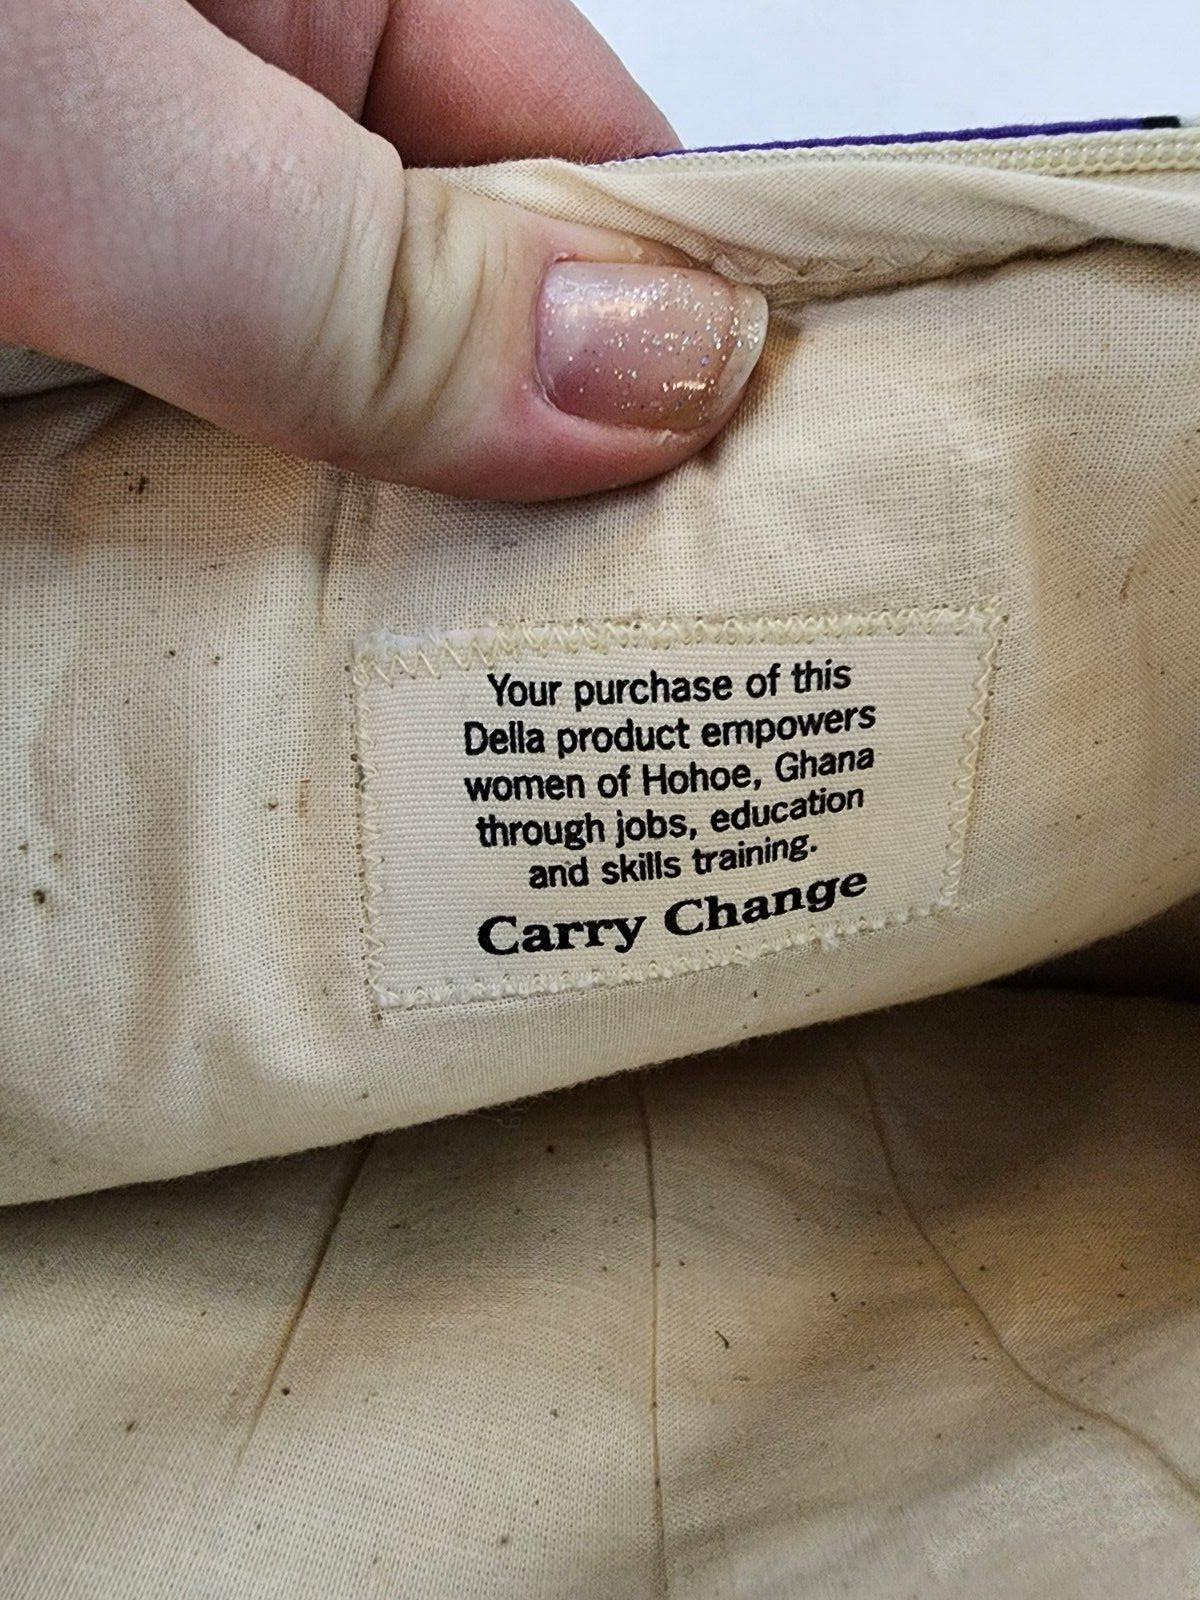 Your purchase of this
Della product empowers
women of Hohoe, Ghana
through jobs, education
and skills training.
Carry Change